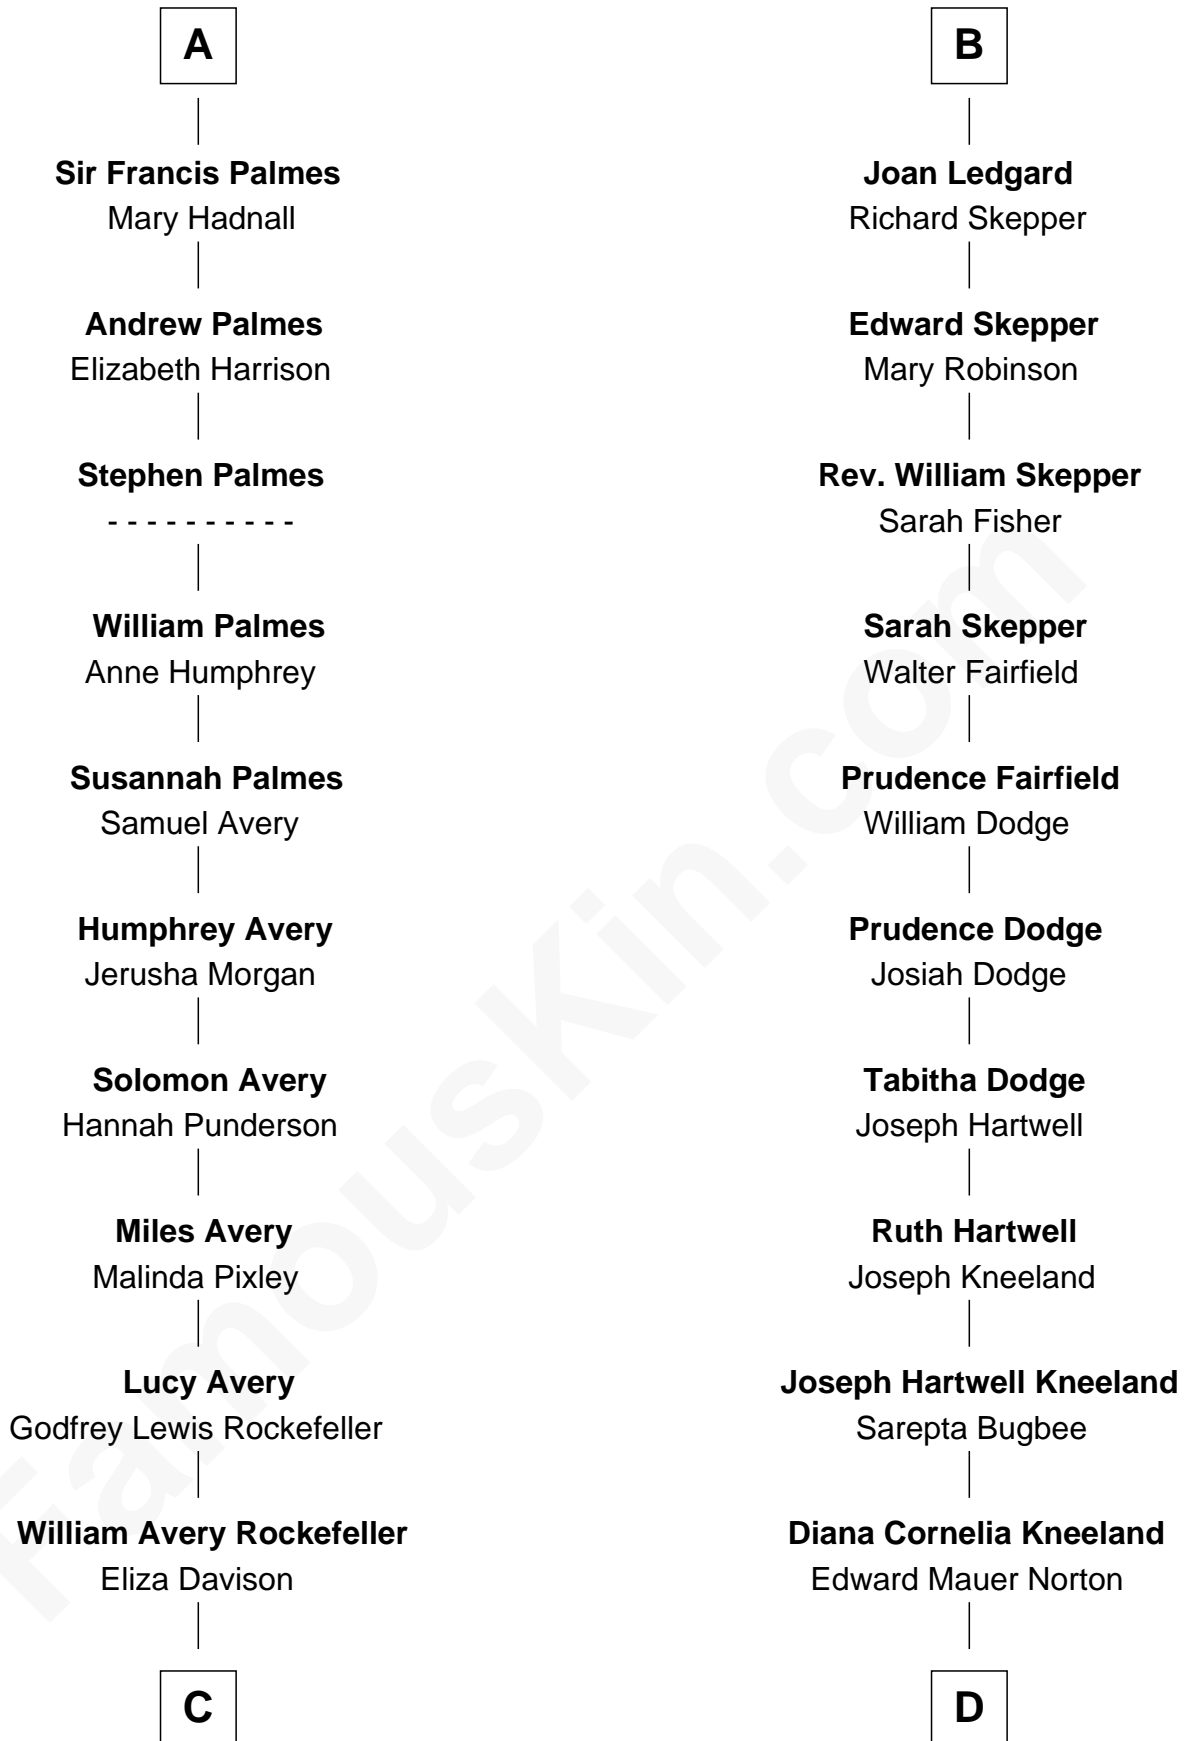 A
Sir Francis Palmes
Mary Hadnall
Andrew Palmes
Elizabeth Harrison
Stephen Palmes
- - - - - - - - - -
William Palmes
Anne Humphrey
Susannah Palmes
Samuel Avery
Humphrey Avery
Jerusha Morgan
Solomon Avery
Hannah Punderson
Miles Avery
Malinda Pixley
Lucy Avery
Godfrey Lewis Rockefeller
William Avery Rockefeller
Eliza Davison
C
B
Joan Ledgard
Richard Skepper
Edward Skepper
Mary Robinson
Rev. William Skepper
Sarah Fisher
Sarah Skepper
Walter Fairfield
Prudence Fairfield
William Dodge
Prudence Dodge
Josiah Dodge
Tabitha Dodge
Joseph Hartwell
Ruth Hartwell
Joseph Kneeland
Joseph Hartwell Kneeland
Sarepta Bugbee
Diana Cornelia Kneeland
Edward Mauer Norton
D
FamousKin.com